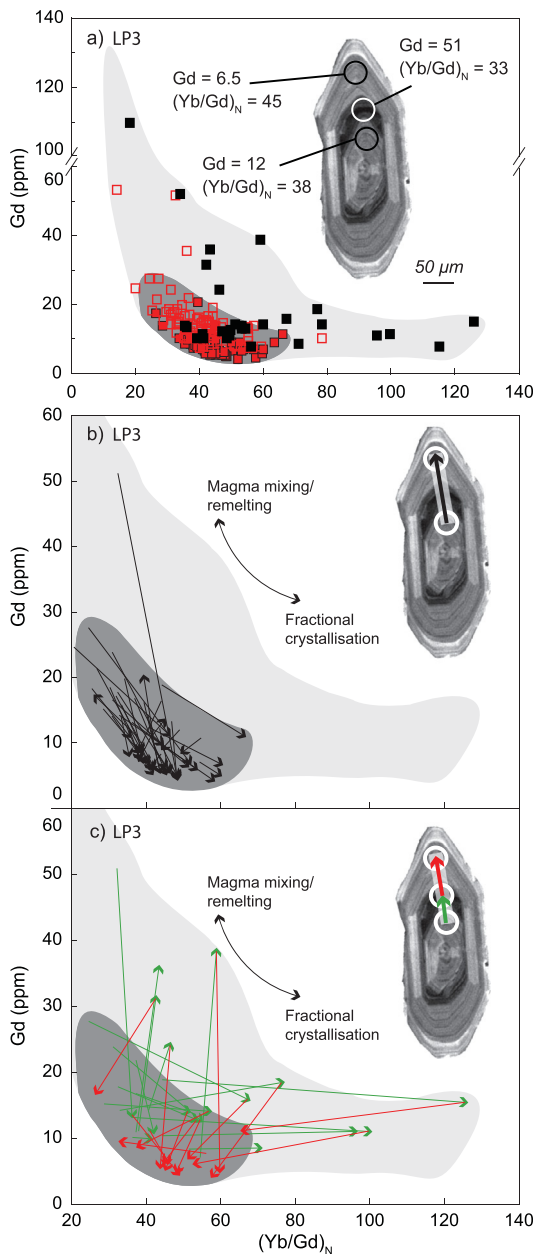 a) LP3
Gd = 51
(Yb/Gd)N = 33
Gd = 6.5
(Yb/Gd)N = 45
Gd = 12
(Yb/Gd)N = 38
50 µm
Gd (ppm)
140
120
100
60
40
20
0
0 20 40 60 80 100 120 140
b) LP3
Magma mixing/
remelting
Fractional
crystallisation
Gd (ppm)
60
50
40
30
20
10
0
c) LP3
Magma mixing/
remelting
Fractional
crystallisation
Gd (ppm)
50
40
30
20
10
0
20 40 60 80 100 120 140
(Yb/Gd)N